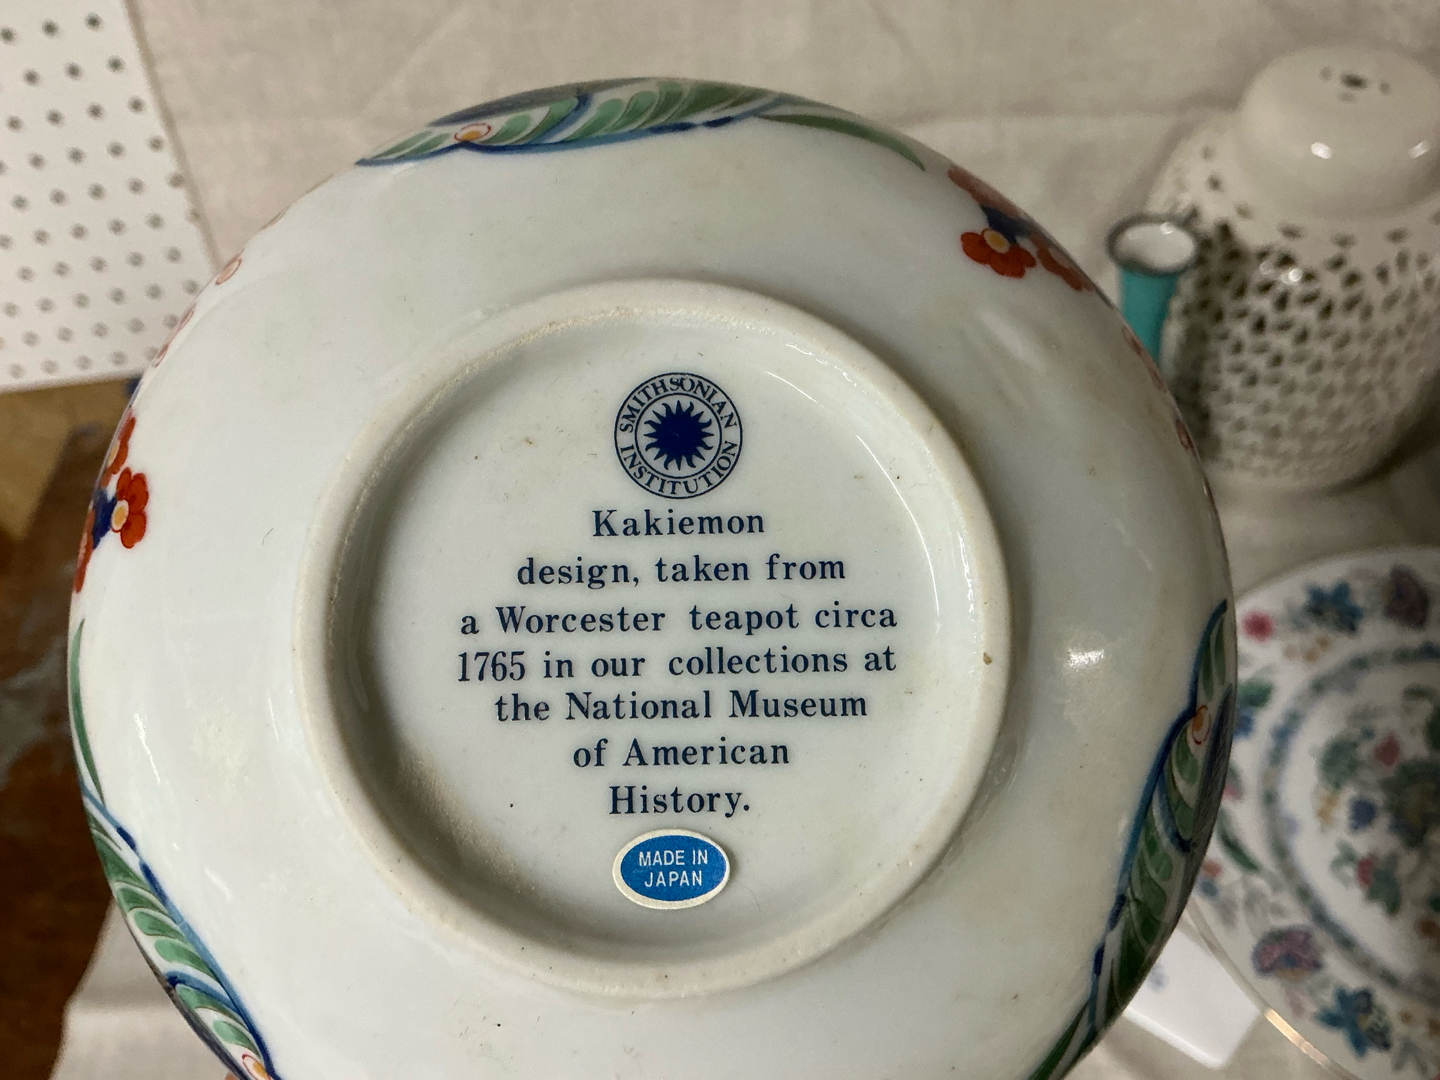 SMITHSONIAN
INSTITUTION
Kakiemon
design, taken from
a Worcester teapot circa
1765 in our collections at
the National Museum
of American
History.
MADE IN
JAPAN